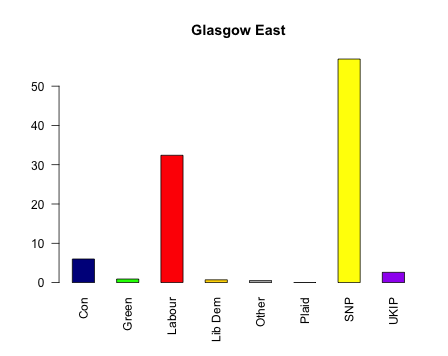 Glasgow East
50
40
30
20
10
0
Con
Green
Labour
Lib Dem
Other
Plaid
SNP
UKIP